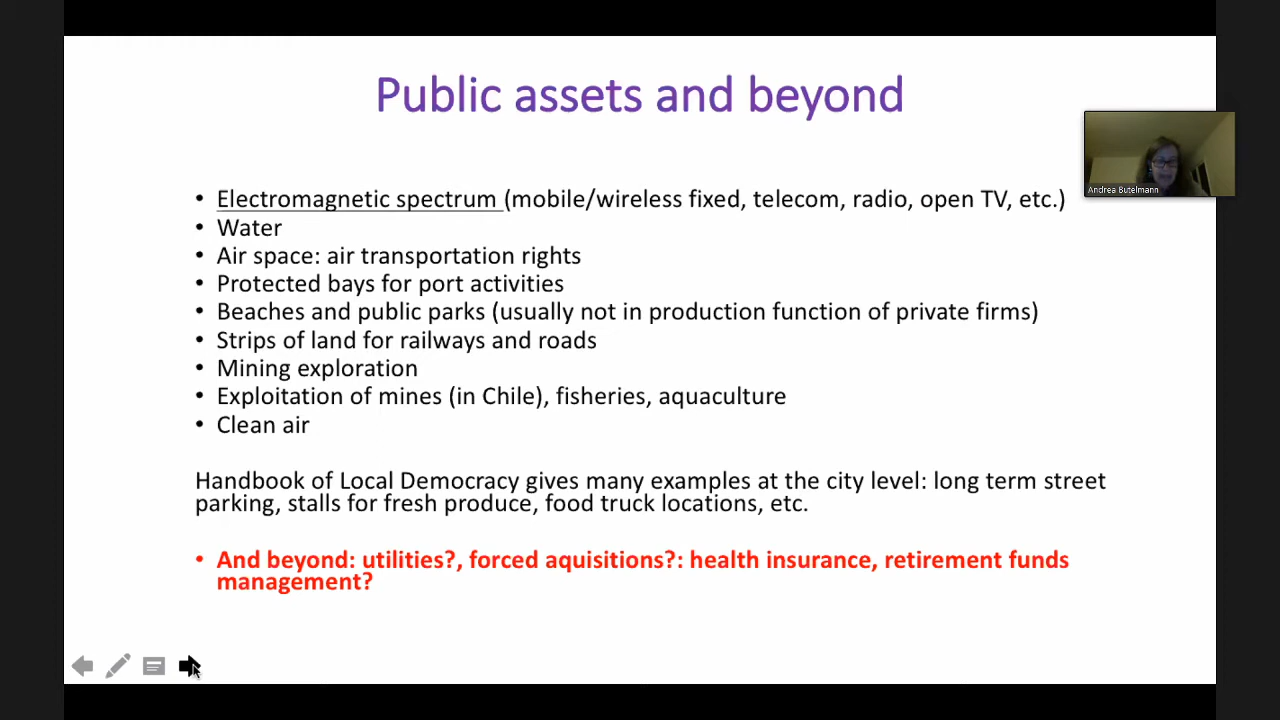 Public assets and beyond
Andrea Butelmann
• Electromagnetic spectrum (mobile/wireless fixed, telecom, radio, open TV, etc.)
• Water
• Air space: air transportation rights
• Protected bays for port activities
• Beaches and public parks (usually not in production function of private firms)
• Strips of land for railways and roads
• Mining exploration
• Exploitation of mines (in Chile), fisheries, aquaculture
• Clean air
Handbook of Local Democracy gives many examples at the city level: long term street
parking, stalls for fresh produce, food truck locations, etc.
• And beyond: utilities?, forced aquisitions?: health insurance, retirement funds
management?